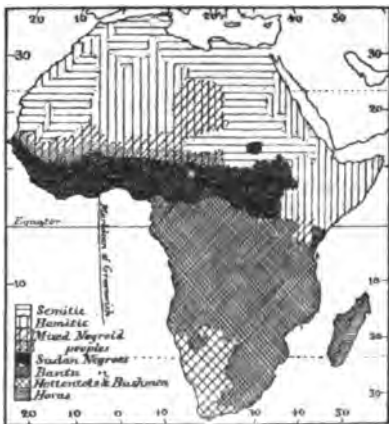 20 10 0 10 20 30 40 50
30
20
10
Equator
Meridian of Greenwich
10
Semitic
Hamitic
Mixed Negroid
peoples
Sudan Negroes
Bantu "
Hottentots & Bushmen
Hovas
20
30
20 10 0 10 20 30 40 50